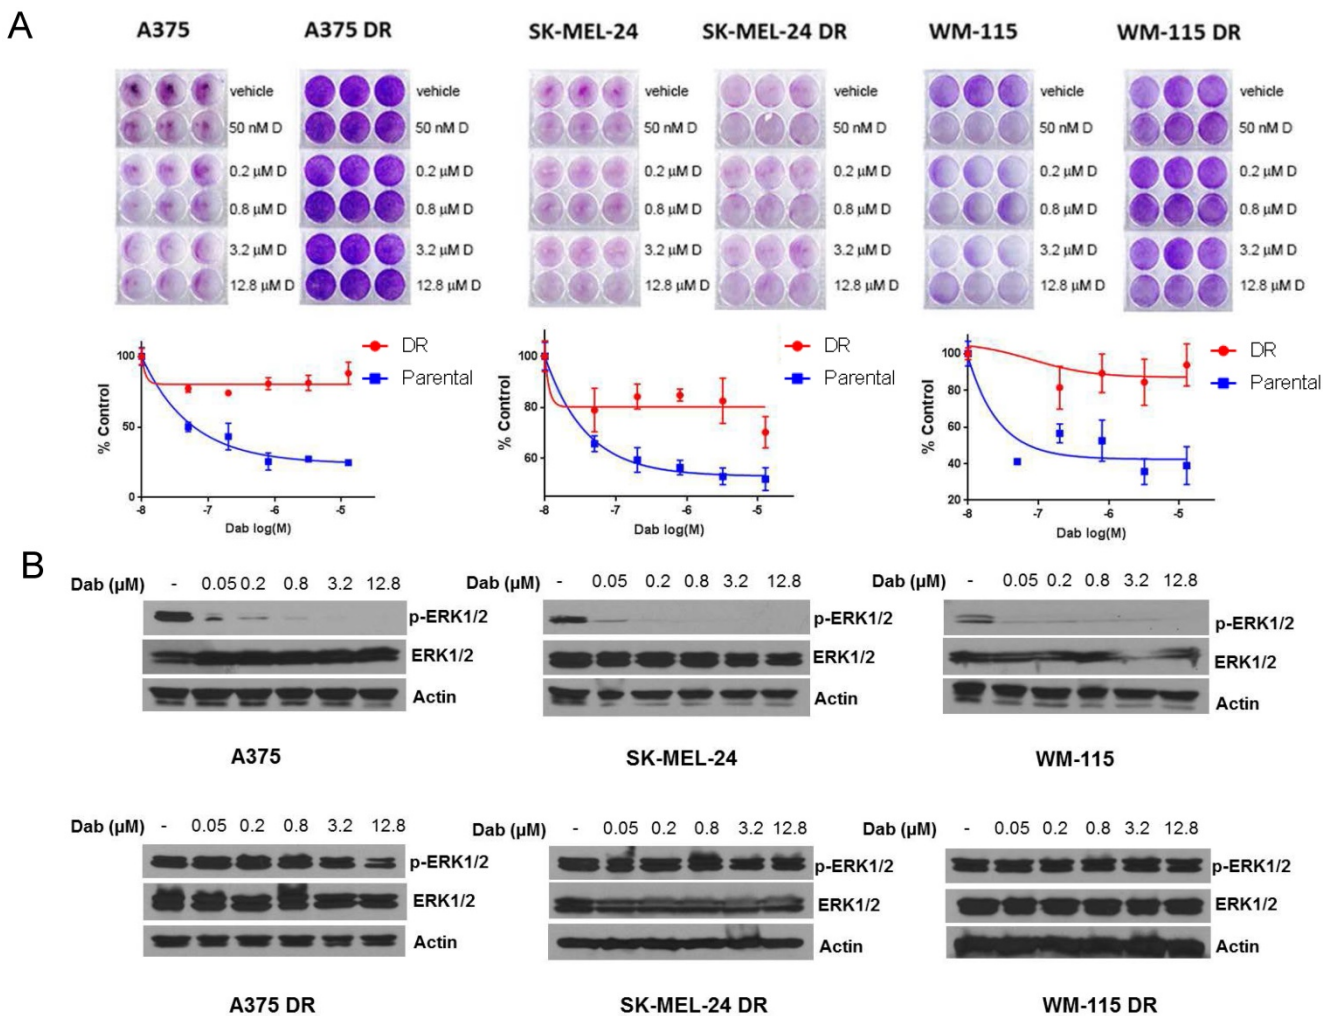 A
A375 A375 DR SK-MEL-24 SK-MEL-24 DR WM-115 WM-115 DR
vehicle vehicle vehicle vehicle vehicle vehicle
50 nM D 50 nM D 50 nM D 50 nM D 50 nM D 50 nM D
0.2 µM D 0.2 µM D 0.2 µM D 0.2 µM D 0.2 µM D 0.2 µM D
0.8 µM D 0.8 µM D 0.8 µM D 0.8 µM D 0.8 µM D 0.8 µM D
3.2 µM D 3.2 µM D 3.2 µM D 3.2 µM D 3.2 µM D 3.2 µM D
12.8 µM D 12.8 µM D 12.8 µM D 12.8 µM D 12.8 µM D 12.8 µM D
% Control
100
50
0
-8 -7 -6 -5
Dab log(M)
DR
Parental
% Control
100
80
60
-8 -7 -6 -5
Dab log(M)
DR
Parental
% Control
100
80
60
40
20
-8 -7 -6 -5
Dab log(M)
DR
Parental
B
Dab (µM) - 0.05 0.2 0.8 3.2 12.8
p-ERK1/2
ERK1/2
Actin
A375
Dab (µM) - 0.05 0.2 0.8 3.2 12.8
p-ERK1/2
ERK1/2
Actin
SK-MEL-24
Dab (µM) - 0.05 0.2 0.8 3.2 12.8
p-ERK1/2
ERK1/2
Actin
WM-115
Dab (µM) - 0.05 0.2 0.8 3.2 12.8
p-ERK1/2
ERK1/2
Actin
A375 DR
Dab (µM) - 0.05 0.2 0.8 3.2 12.8
p-ERK1/2
ERK1/2
Actin
SK-MEL-24 DR
Dab (µM) - 0.05 0.2 0.8 3.2 12.8
p-ERK1/2
ERK1/2
Actin
WM-115 DR